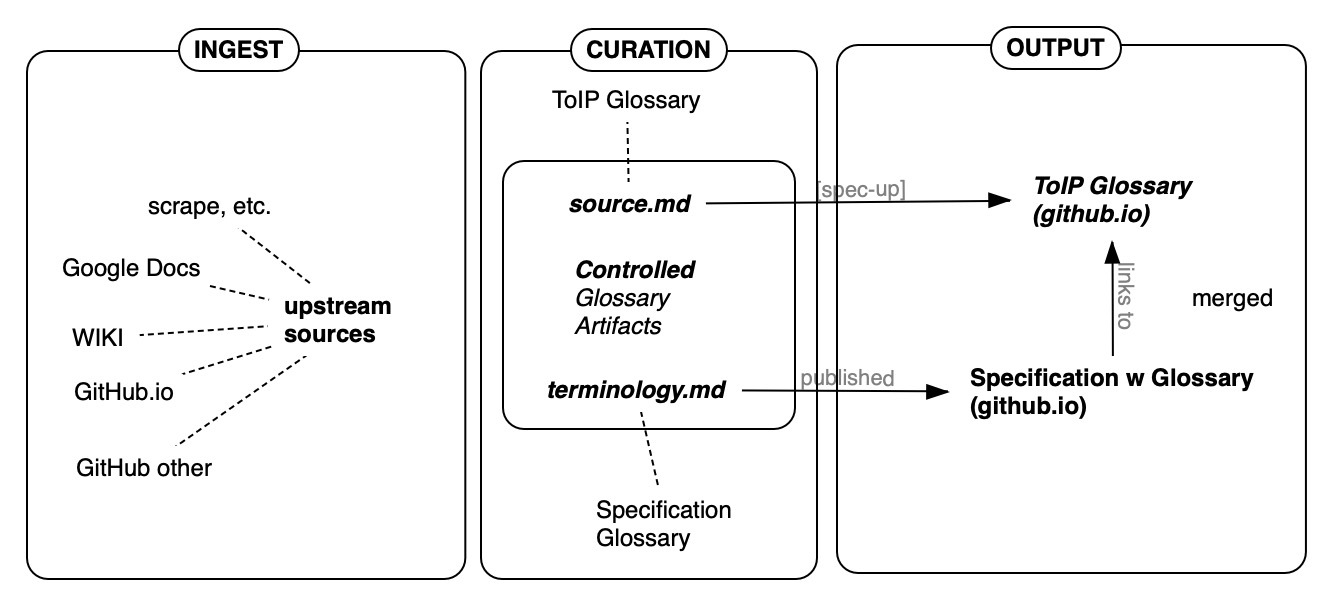 INGEST
scrape, etc.
Google Docs
upstream
sources
WIKI
GitHub.io
GitHub other
CURATION
ToIP Glossary
source.md
Controlled
Glossary
Artifacts
terminology.md
Specification
Glossary
[spec-up]
published
OUTPUT
ToIP Glossary
(github.io)
links to
merged
Specification w Glossary
(github.io)